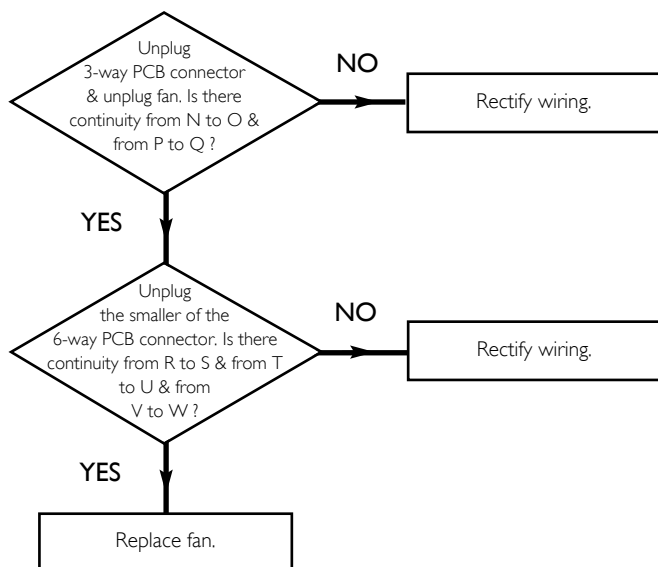 Unplug
3-way PCB connector
& unplug fan. Is there
continuity from N to O &
from P to Q ?
NO
Rectify wiring.
YES
Unplug
the smaller of the
6-way PCB connector. Is there
continuity from R to S & from T
to U & from
V to W ?
NO
Rectify wiring.
YES
Replace fan.